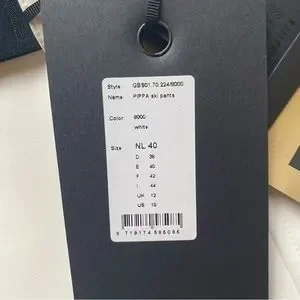 Style: GBS01.70.224/9000
Name: PIPPA ski pants
Color: 9000
white
Size: NL 40
D 38
E 40
F 42
I 44
UK 12
US 10